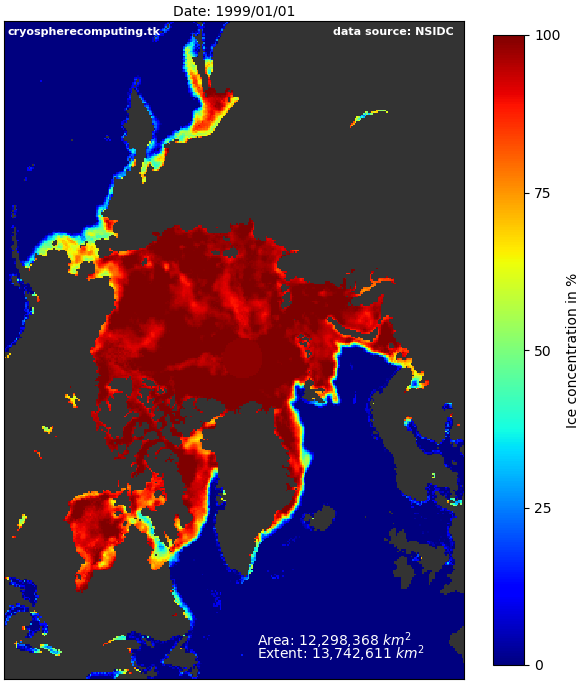 Date: 1999/01/01
cryospherecomputing.tk
data source: NSIDC
100
75
50
25
0
Ice concentration in %
Area: 12,298,368 km²
Extent: 13,742,611 km²